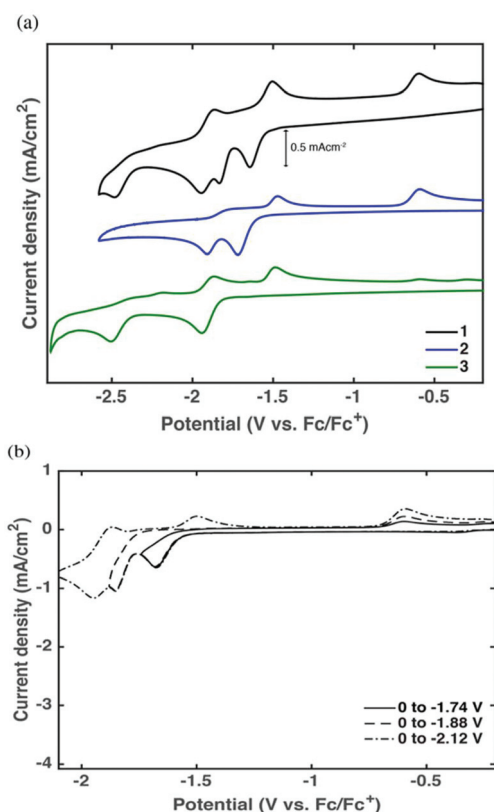 (a)
Current density (mA/cm²)
0.5 mAcm⁻²
1
2
3
-2.5 -2 -1.5 -1 -0.5
Potential (V vs. Fc/Fc⁺)
(b)
Current density (mA/cm²)
1
0
-1
-2
-3
-4
0 to -1.74 V
0 to -1.88 V
0 to -2.12 V
-2 -1.5 -1 -0.5
Potential (V vs. Fc/Fc⁺)